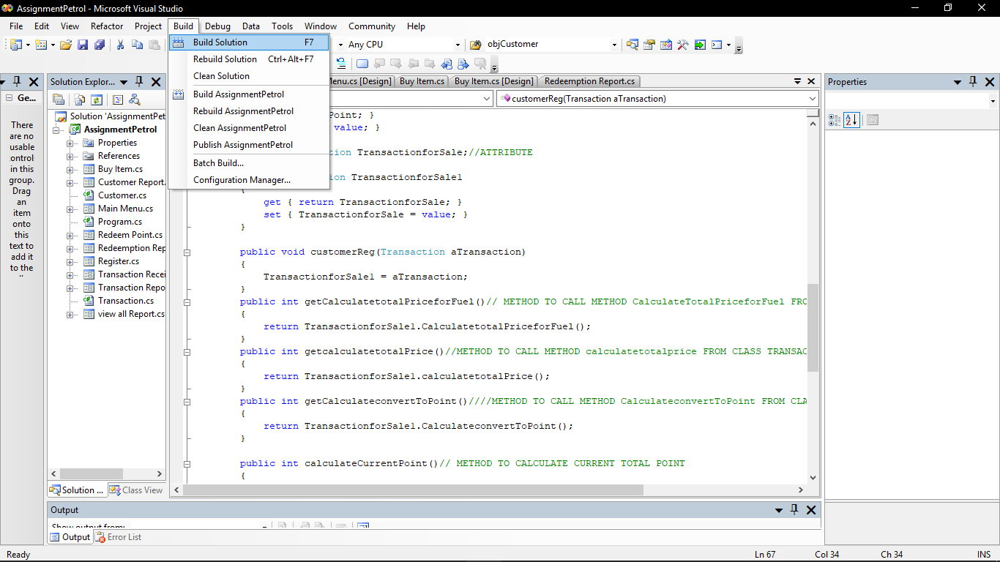 AssignmentPetrol - Microsoft Visual Studio
File Edit View Refactor Project Build Debug Data Tools Window Community Help
Any CPU objCustomer
Build Solution F7
Rebuild Solution Ctrl+Alt+F7
Clean Solution
Build AssignmentPetrol
Rebuild AssignmentPetrol
Clean AssignmentPetrol
Publish AssignmentPetrol
Batch Build...
Configuration Manager...
Ge...
There
are no
usable
controls
in this
group.
Drag
an
item
onto
this
text to
add it
to the
Solution Explor...
Solution 'AssignmentPet
AssignmentPetrol
Properties
References
Buy Item.cs
Customer Report.
Customer.cs
Main Menu.cs
Program.cs
Redeem Point.cs
Redemption Rep
Register.cs
Transaction Recei
Transaction Repo
Transaction.cs
view all Report.cs
Solution ... Class View
Menu.cs [Design] Buy Item.cs Buy Item.cs [Design] Redeemption Report.cs
customerReg(Transaction aTransaction)
Point; }
value; }
tion TransactionforSale;//ATTRIBUTE
ion TransactionforSale1
{
get { return TransactionforSale; }
set { TransactionforSale = value; }
}
public void customerReg(Transaction aTransaction)
{
TransactionforSale1 = aTransaction;
}
public int getCalculatetotalPriceforFuel()// METHOD TO CALL METHOD CalculateTotalPriceforFuel FRO
{
return TransactionforSale1.CalculatetotalPriceforFuel();
}
public int getcalculatetotalPrice()//METHOD TO CALL METHOD calculatetotalprice FROM CLASS TRANSAC
{
return TransactionforSale1.calculatetotalPrice();
}
public int getCalculateconvertToPoint()////METHOD TO CALL METHOD CalculateconvertToPoint FROM CLA
{
return TransactionforSale1.CalculateconvertToPoint();
}
public int calculateCurrentPoint()// METHOD TO CALCULATE CURRENT TOTAL POINT
{
Properties
Output
Show output from:
Output Error List
Ready Ln 67 Col 34 Ch 34 INS